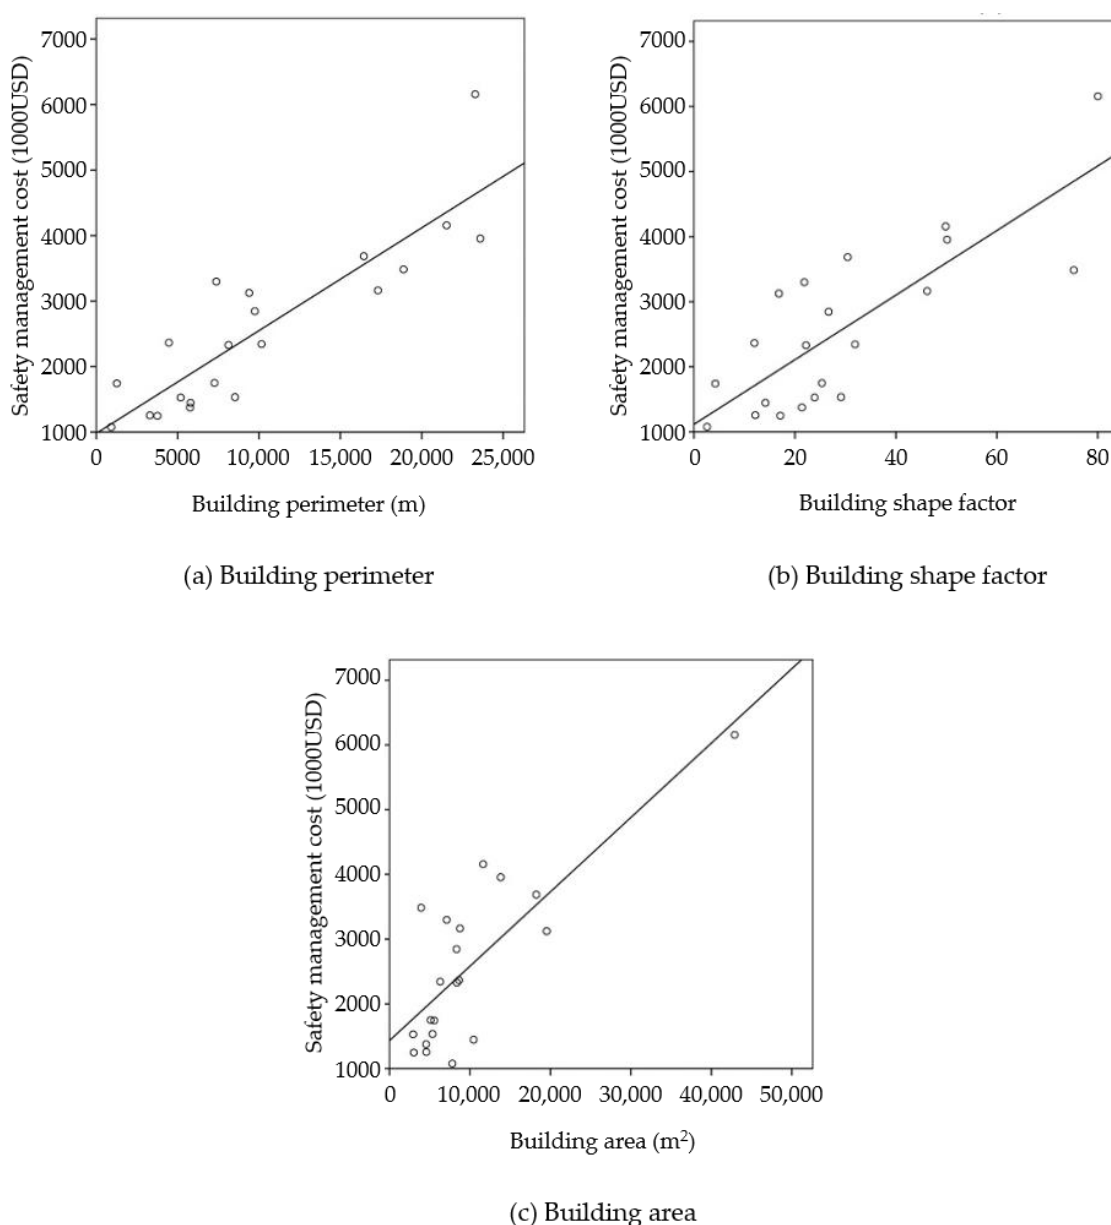 Safety management cost (1000USD)
7000
6000
5000
4000
3000
2000
1000
0 5000 10,000 15,000 20,000 25,000
Building perimeter (m)
(a) Building perimeter
Safety management cost (1000USD)
7000
6000
5000
4000
3000
2000
1000
0 20 40 60 80
Building shape factor
(b) Building shape factor
Safety management cost (1000USD)
7000
6000
5000
4000
3000
2000
1000
0 10,000 20,000 30,000 40,000 50,000
Building area (m²)
(c) Building area